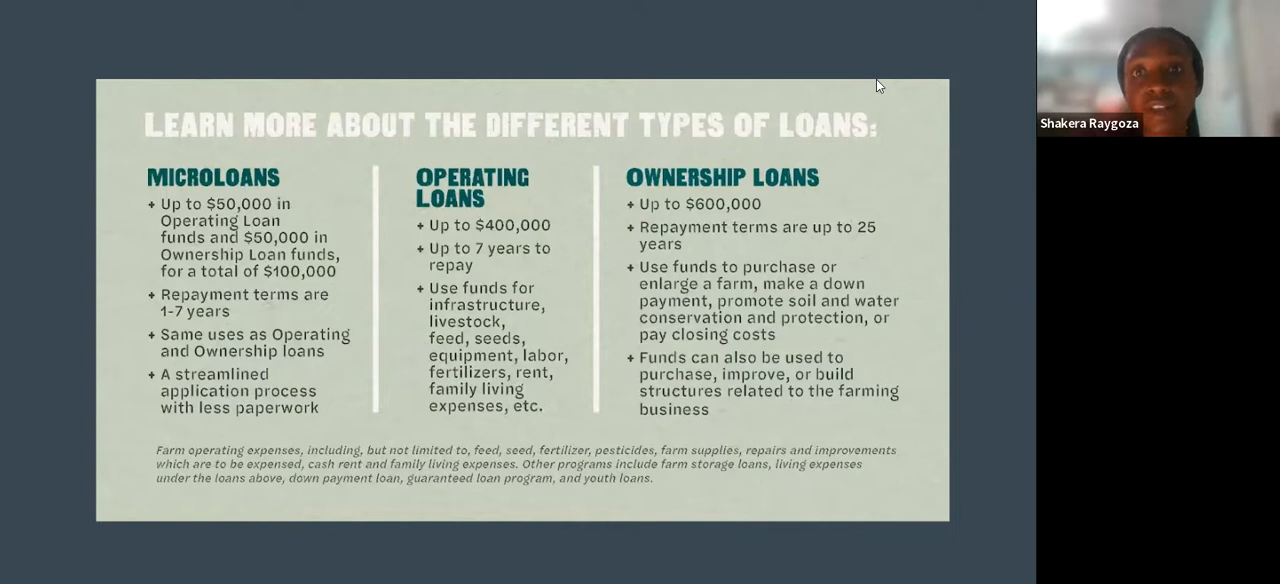 LEARN MORE ABOUT THE DIFFERENT TYPES OF LOANS:
MICROLOANS
+ Up to $50,000 in
Operating Loan
funds and $50,000 in
Ownership Loan funds,
for a total of $100,000
+ Repayment terms are
1-7 years
+ Same uses as Operating
and Ownership loans
+ A streamlined
application process
with less paperwork
OPERATING
LOANS
+ Up to $400,000
+ Up to 7 years to
repay
+ Use funds for
infrastructure,
livestock,
feed, seeds,
equipment, labor,
fertilizers, rent,
family living
expenses, etc.
OWNERSHIP LOANS
+ Up to $600,000
+ Repayment terms are up to 25
years
+ Use funds to purchase or
enlarge a farm, make a down
payment, promote soil and water
conservation and protection, or
pay closing costs
+ Funds can also be used to
purchase, improve, or build
structures related to the farming
business
Farm operating expenses, including, but not limited to, feed, seed, fertilizer, pesticides, farm supplies, repairs and improvements
which are to be expensed, cash rent and family living expenses. Other programs include farm storage loans, living expenses
under the loans above, down payment loan, guaranteed loan program, and youth loans.
Shakera Raygoza